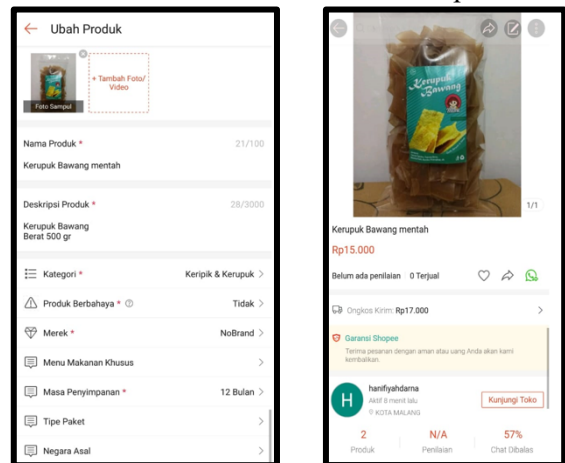 Ubah Produk
+ Tambah Foto/
Video
Foto Sampul
Nama Produk *
21/100
Kerupuk Bawang mentah
Deskripsi Produk *
28/3000
Kerupuk Bawang
Berat 500 gr
Kategori *
Keripik & Kerupuk >
Produk Berbahaya *
Tidak >
Merek *
NoBrand >
Menu Makanan Khusus >
Masa Penyimpanan *
12 Bulan >
Tipe Paket >
Negara Asal >
Kerupuk
Bawang
1/1
Kerupuk Bawang mentah
Rp15.000
Belum ada penilaian 0 Terjual
Ongkos Kirim: Rp17.000 >
Garansi Shopee
Terima pesanan dengan aman atau uang Anda akan kami
kembalikan.
H
hanifiyahdarna
Aktif 8 menit lalu
KOTA MALANG
Kunjungi Toko
2 N/A 57%
Produk Penilaian Chat Dibalas